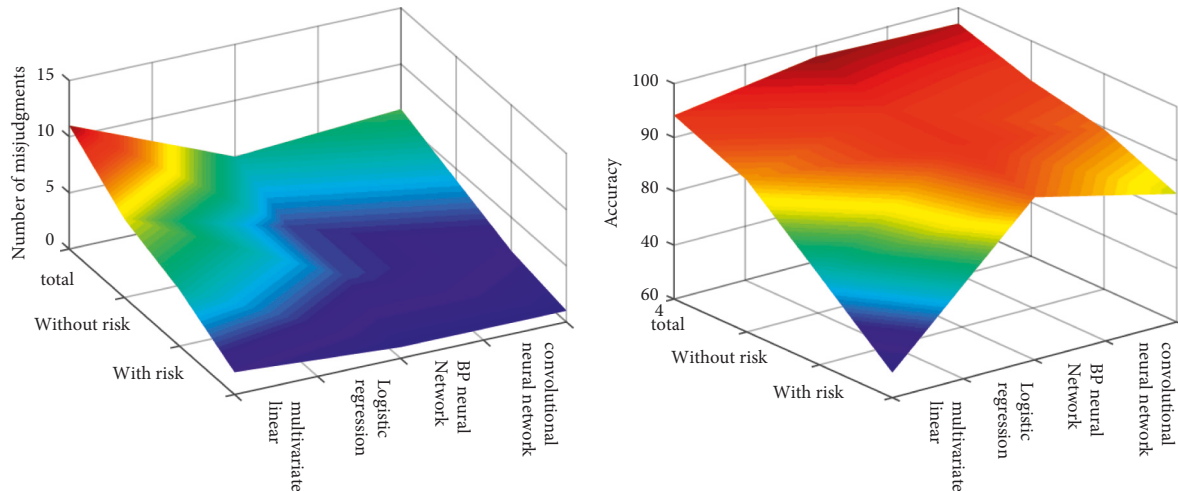 Number of misjudgments
15
10
5
0
total
Without risk
With risk
multivariate
linear
Logistic
regression
BP neural
Network
convolutional
neural network
Accuracy
100
90
80
40
60
4
total
Without risk
With risk
multivariate
linear
Logistic
regression
BP neural
Network
convolutional
neural network